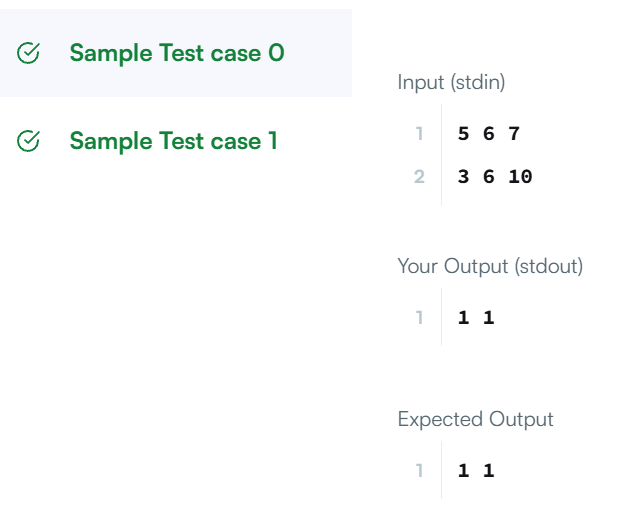 Sample Test case 0
Sample Test case 1
Input (stdin)
1 5 6 7
2 3 6 10
Your Output (stdout)
1 1 1
Expected Output
1 1 1